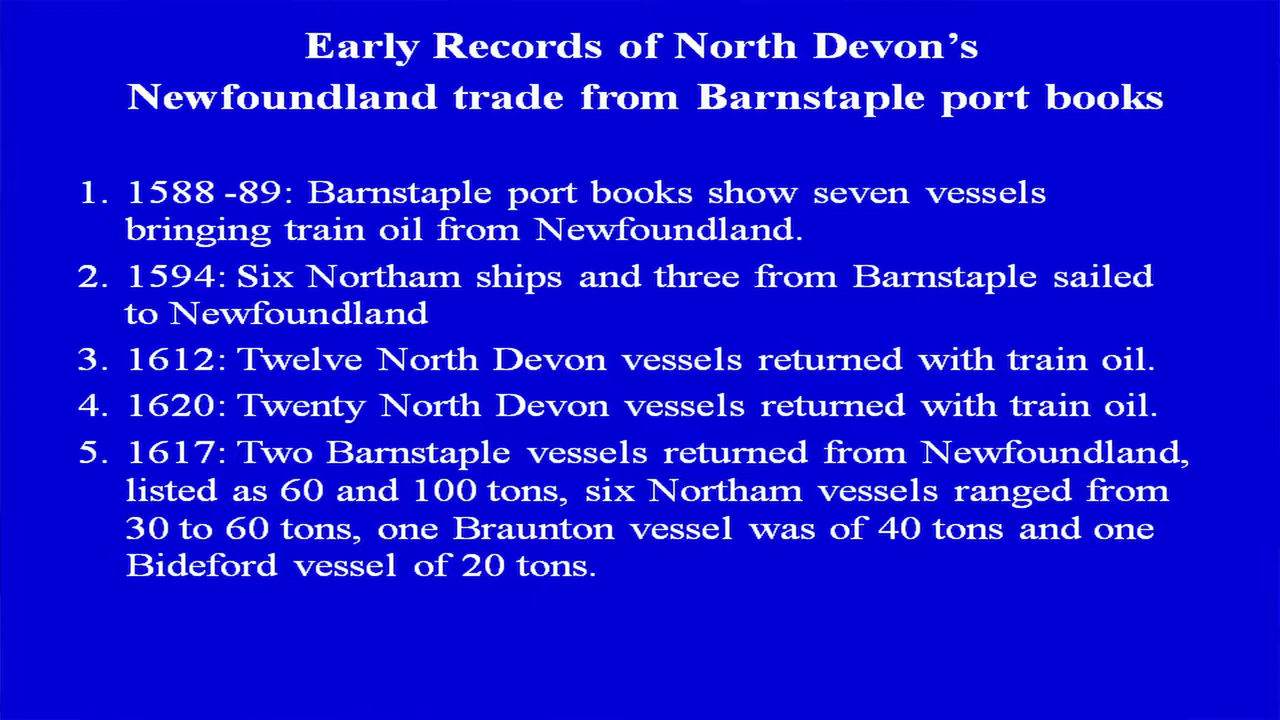 Early Records of North Devon’s
Newfoundland trade from Barnstaple port books
1. 1588 -89: Barnstaple port books show seven vessels
bringing train oil from Newfoundland.
2. 1594: Six Northam ships and three from Barnstaple sailed
to Newfoundland
3. 1612: Twelve North Devon vessels returned with train oil.
4. 1620: Twenty North Devon vessels returned with train oil.
5. 1617: Two Barnstaple vessels returned from Newfoundland,
listed as 60 and 100 tons, six Northam vessels ranged from
30 to 60 tons, one Braunton vessel was of 40 tons and one
Bideford vessel of 20 tons.